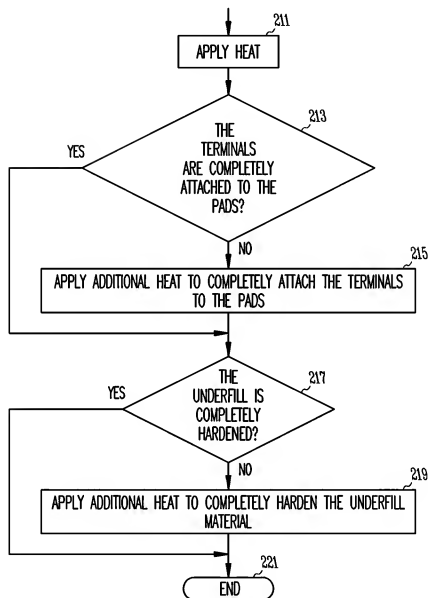 211
APPLY HEAT
213
THE
TERMINALS
ARE COMPLETELY
ATTACHED TO THE
PADS?
YES
NO
215
APPLY ADDITIONAL HEAT TO COMPLETELY ATTACH THE TERMINALS
TO THE PADS
217
THE
UNDERFILL IS
COMPLETELY
HARDENED?
YES
NO
219
APPLY ADDITIONAL HEAT TO COMPLETELY HARDEN THE UNDERFILL
MATERIAL
221
END